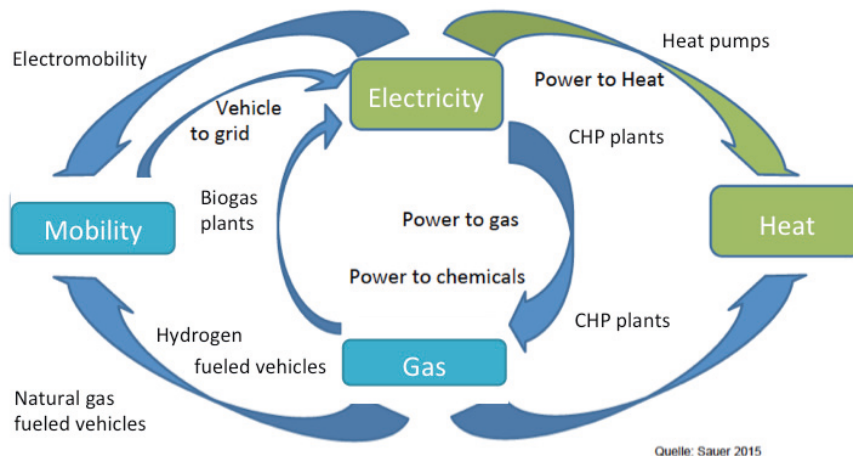 Electromobility
Heat pumps
Electricity
Power to Heat
Vehicle
to grid
CHP plants
Biogas
plants
Mobility
Power to gas
Heat
Power to chemicals
CHP plants
Hydrogen
fueled vehicles
Gas
Natural gas
fueled vehicles
Quelle: Sauer 2015